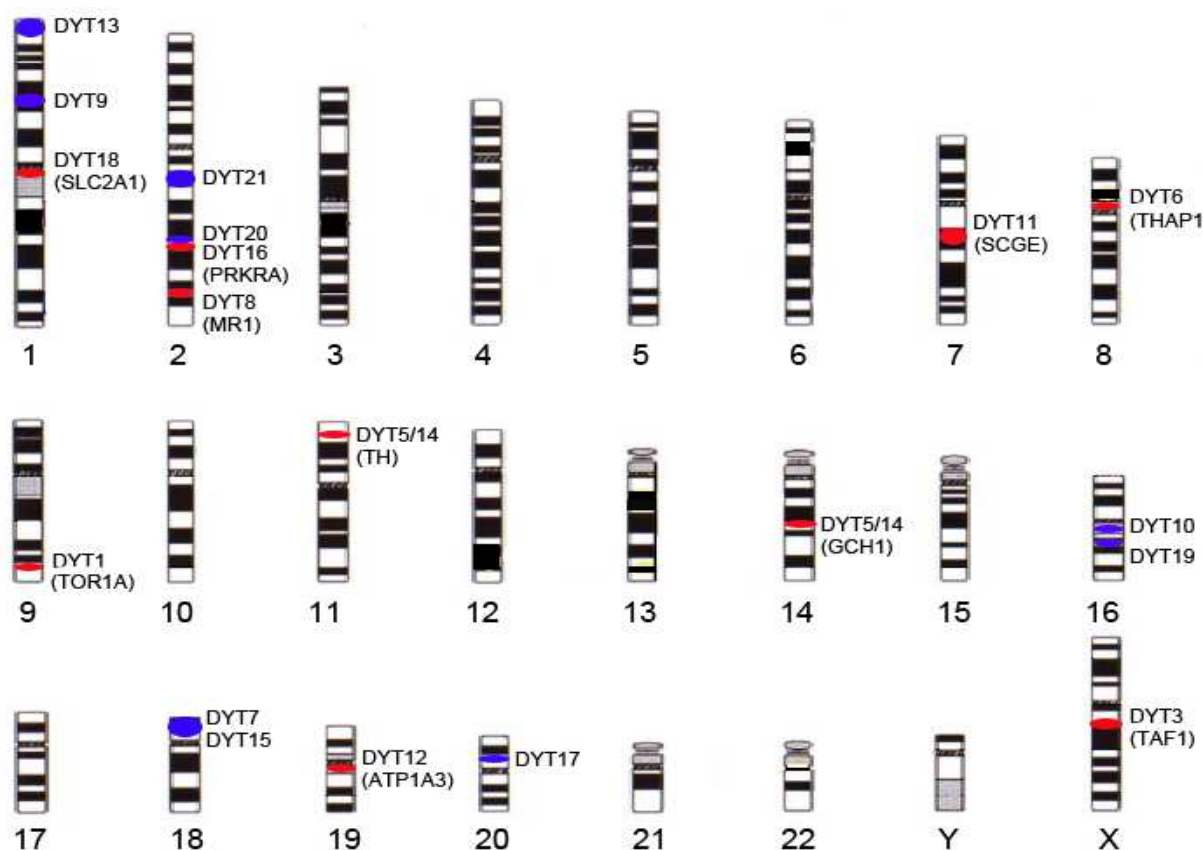 DYT13
DYT9
DYT18
(SLC2A1)
1
DYT21
DYT20
DYT16
(PRKRA)
DYT8
(MR1)
2
3
4
5
6
DYT11
(SCGE)
7
DYT6
(THAP1
8
DYT1
(TOR1A)
9
10
DYT5/14
(TH)
11
12
13
DYT5/14
(GCH1)
14
15
DYT10
DYT19
16
17
DYT7
DYT15
18
DYT12
(ATP1A3)
19
DYT17
20
21
22
Y
DYT3
(TAF1)
X